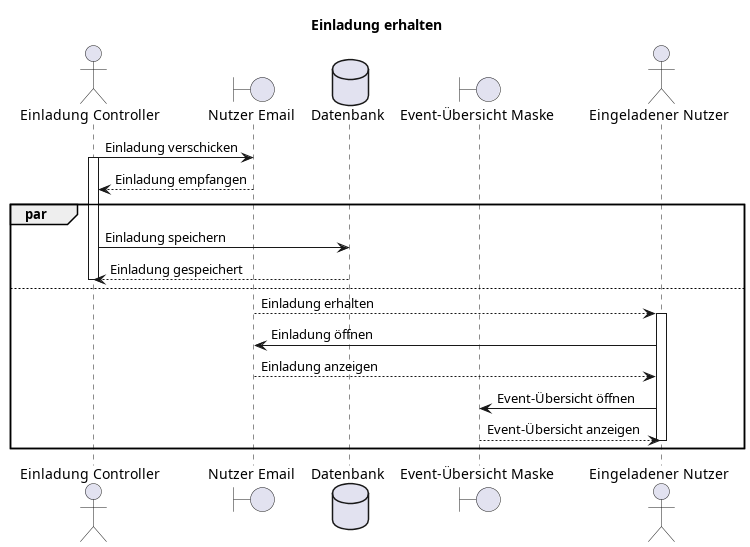 Einladung erhalten
Einladung Controller
Nutzer Email
Datenbank
Event-Übersicht Maske
Eingeladener Nutzer
Einladung verschicken
Einladung empfangen
par
Einladung speichern
Einladung gespeichert
Einladung erhalten
Einladung öffnen
Einladung anzeigen
Event-Übersicht öffnen
Event-Übersicht anzeigen
Einladung Controller
Nutzer Email
Datenbank
Event-Übersicht Maske
Eingeladener Nutzer